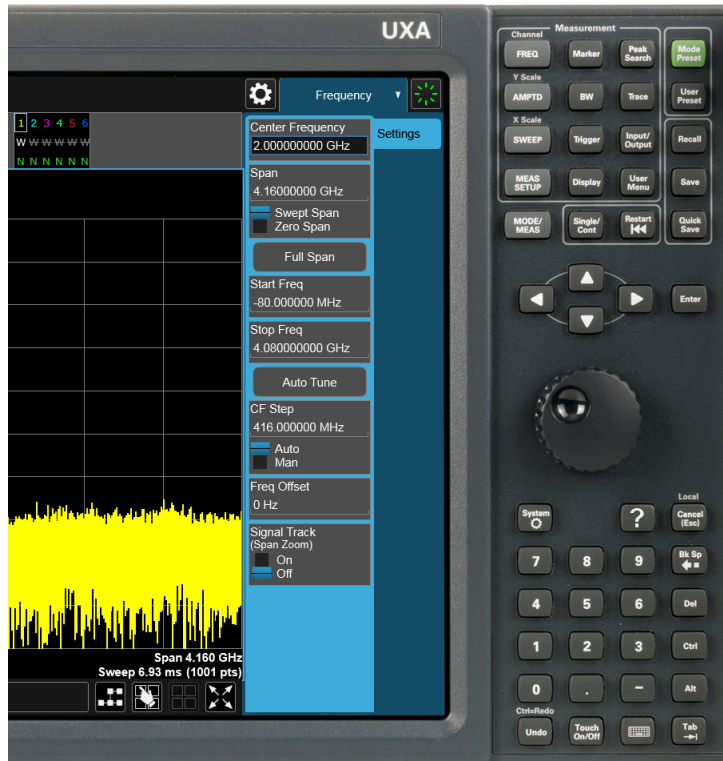 UXA
Frequency
1 2 3 4 5 6
W W W W W W
N N N N N N
Center Frequency
2.000000000 GHz
Settings
Span
4.16000000 GHz
Swept Span
Zero Span
Full Span
Start Freq
-80.000000 MHz
Stop Freq
4.080000000 GHz
Auto Tune
CF Step
416.000000 MHz
Auto
Man
Freq Offset
0 Hz
Signal Track
(Span Zoom)
On
Off
Span 4.160 GHz
Sweep 6.93 ms (1001 pts)
Measurement
Channel
FREQ
Marker
Peak
Search
Mode
Preset
Y Scale
AMPTD
BW
Trace
User
Preset
X Scale
SWEEP
Trigger
Input/
Output
Recall
MEAS
SETUP
Display
User
Menu
Save
MODE/
MEAS
Single/
Cont
Restart
Quick
Save
Enter
System
?
Local
Cancel
(Esc)
7
8
9
Bk Sp
4
5
6
Del
1
2
3
Ctrl
0
.
–
Alt
Ctrl=Redo
Undo
Touch
On/Off
Tab